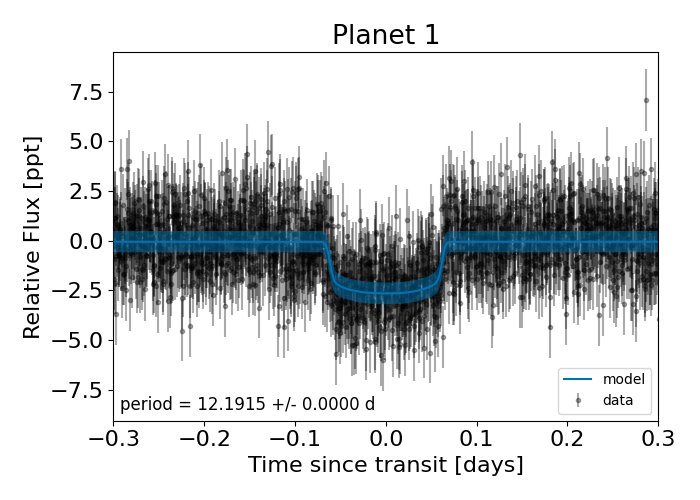 Planet 1
Relative Flux [ppt]
7.5
5.0
2.5
0.0
−2.5
−5.0
−7.5
period = 12.1915 +/- 0.0000 d
model
data
−0.3
−0.2
−0.1
0.0
0.1
0.2
0.3
Time since transit [days]